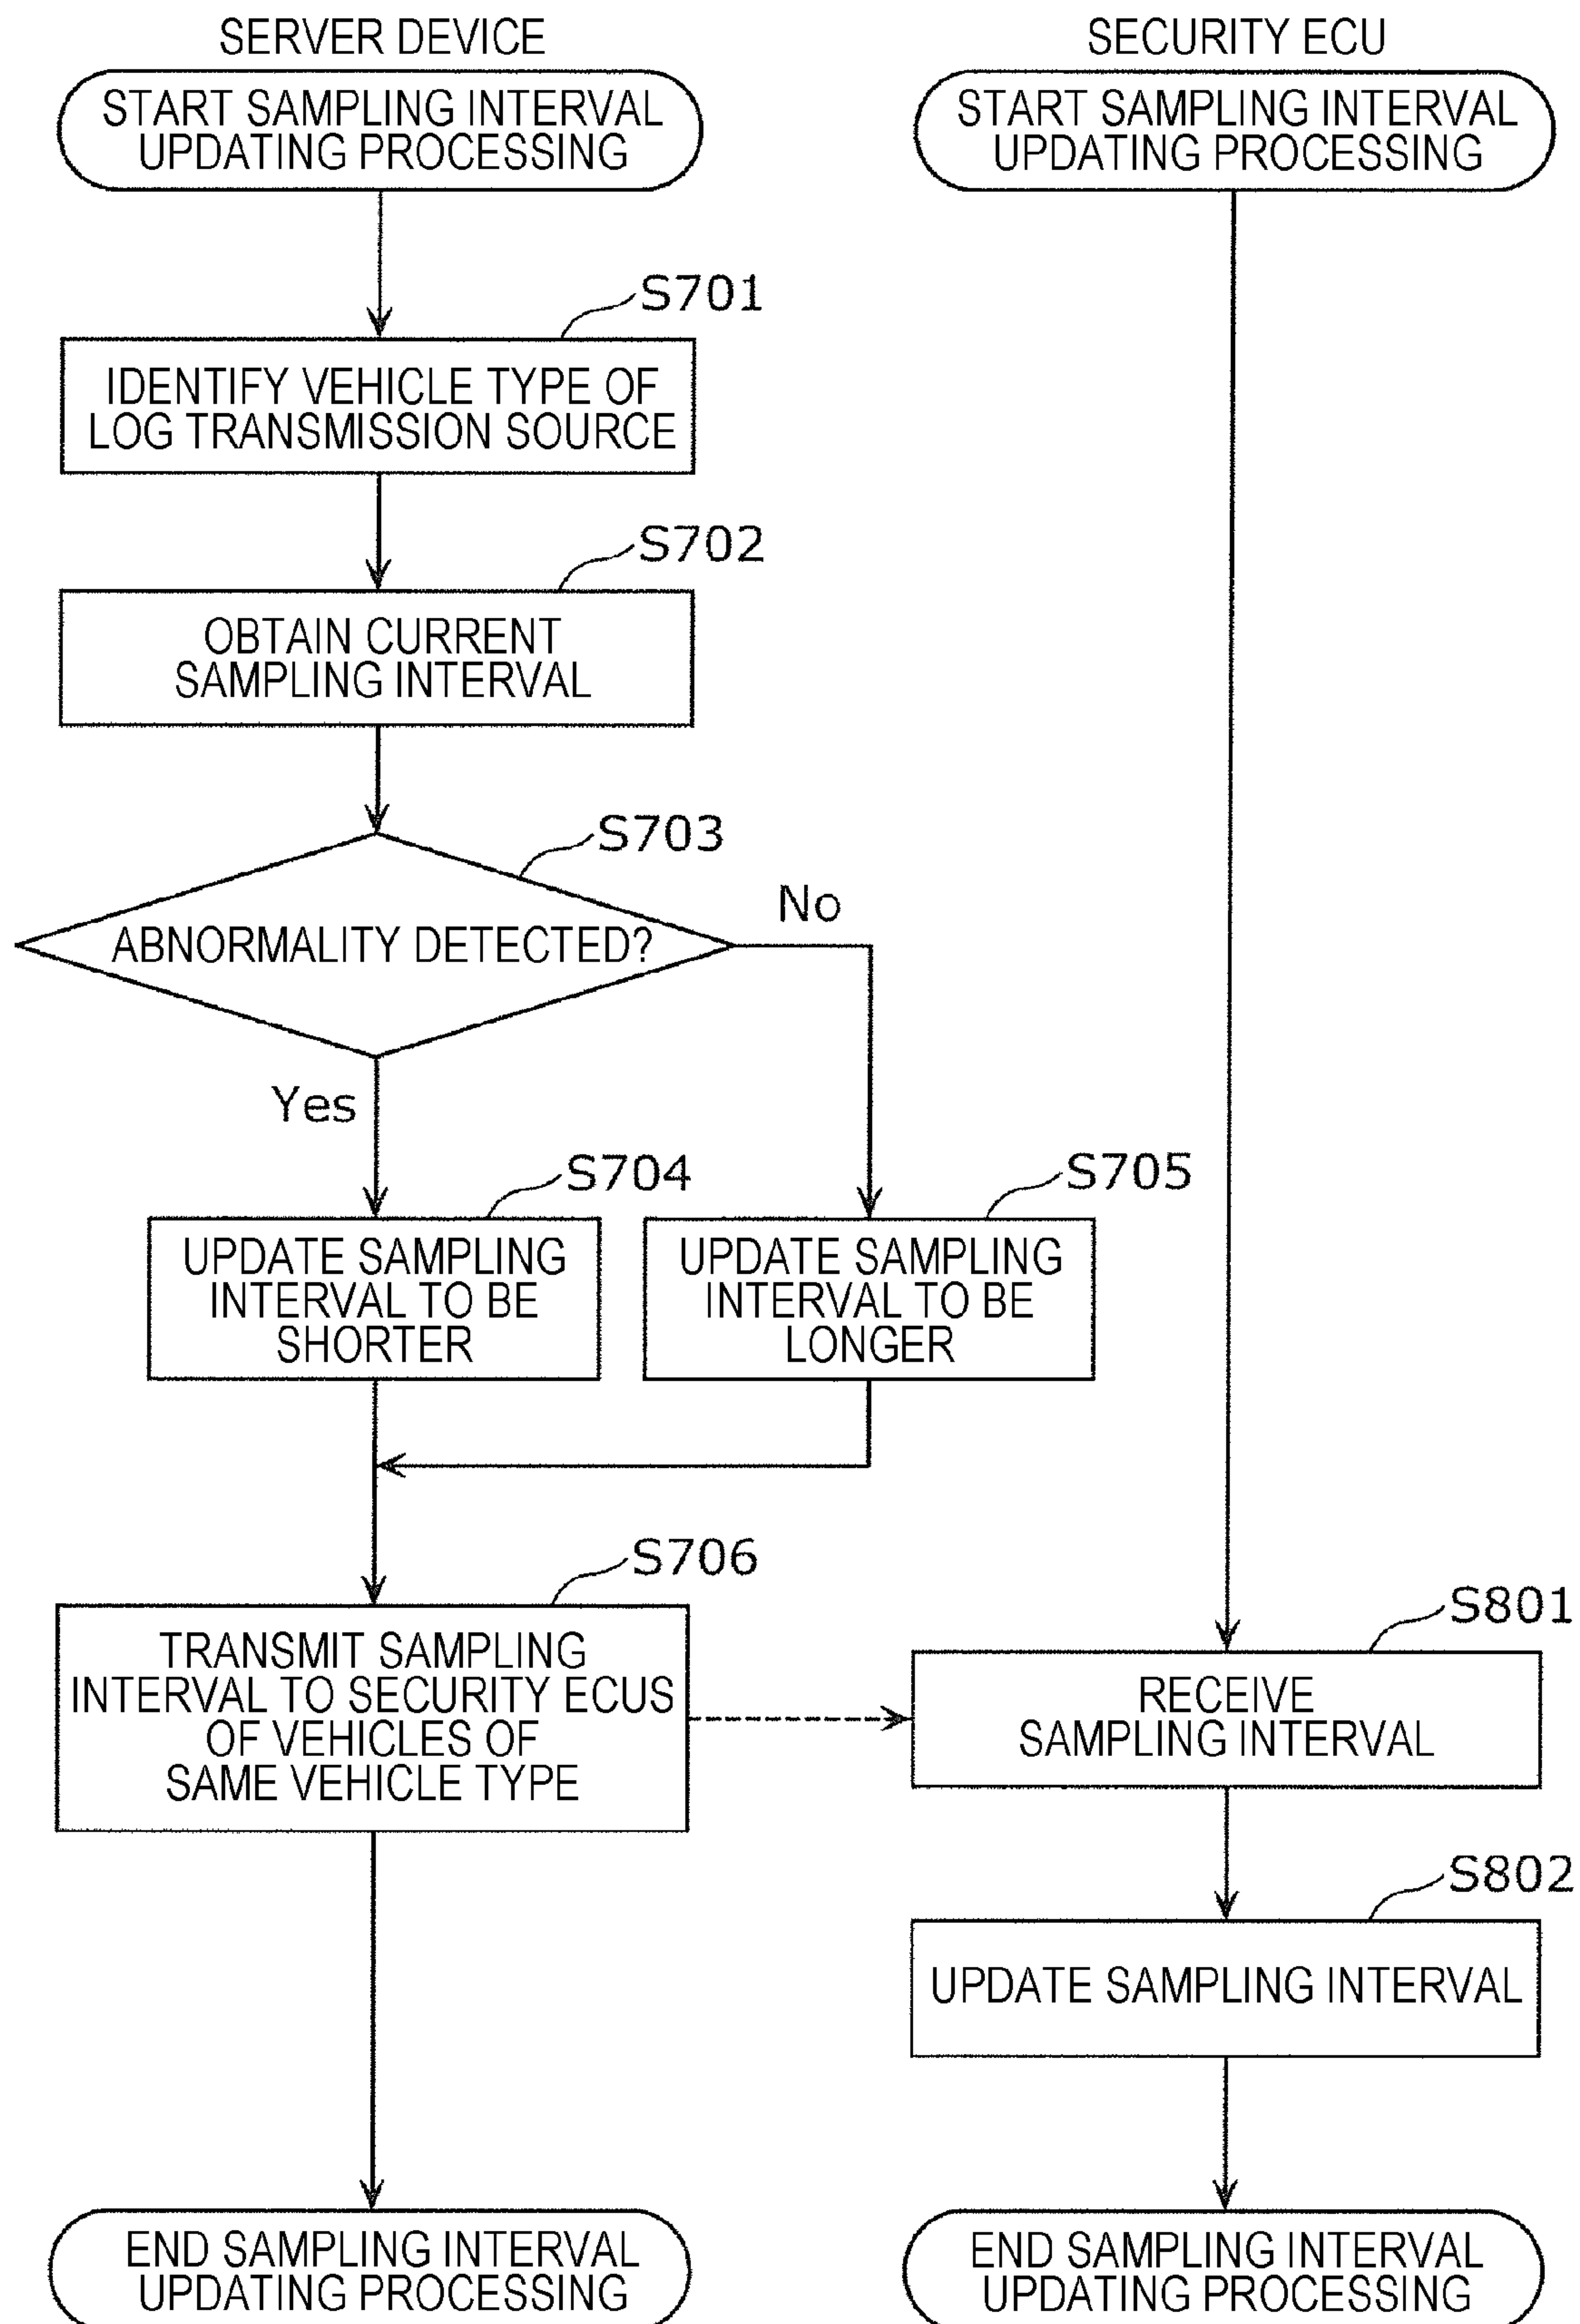 SERVER DEVICE
START SAMPLING INTERVAL
UPDATING PROCESSING
S701
IDENTIFY VEHICLE TYPE OF
LOG TRANSMISSION SOURCE
S702
OBTAIN CURRENT
SAMPLING INTERVAL
S703
ABNORMALITY DETECTED?
No
Yes
S704
UPDATE SAMPLING
INTERVAL TO BE
SHORTER
S705
UPDATE SAMPLING
INTERVAL TO BE
LONGER
S706
TRANSMIT SAMPLING
INTERVAL TO SECURITY ECUS
OF VEHICLES OF
SAME VEHICLE TYPE
END SAMPLING INTERVAL
UPDATING PROCESSING
SECURITY ECU
START SAMPLING INTERVAL
UPDATING PROCESSING
S801
RECEIVE
SAMPLING INTERVAL
S802
UPDATE SAMPLING INTERVAL
END SAMPLING INTERVAL
UPDATING PROCESSING